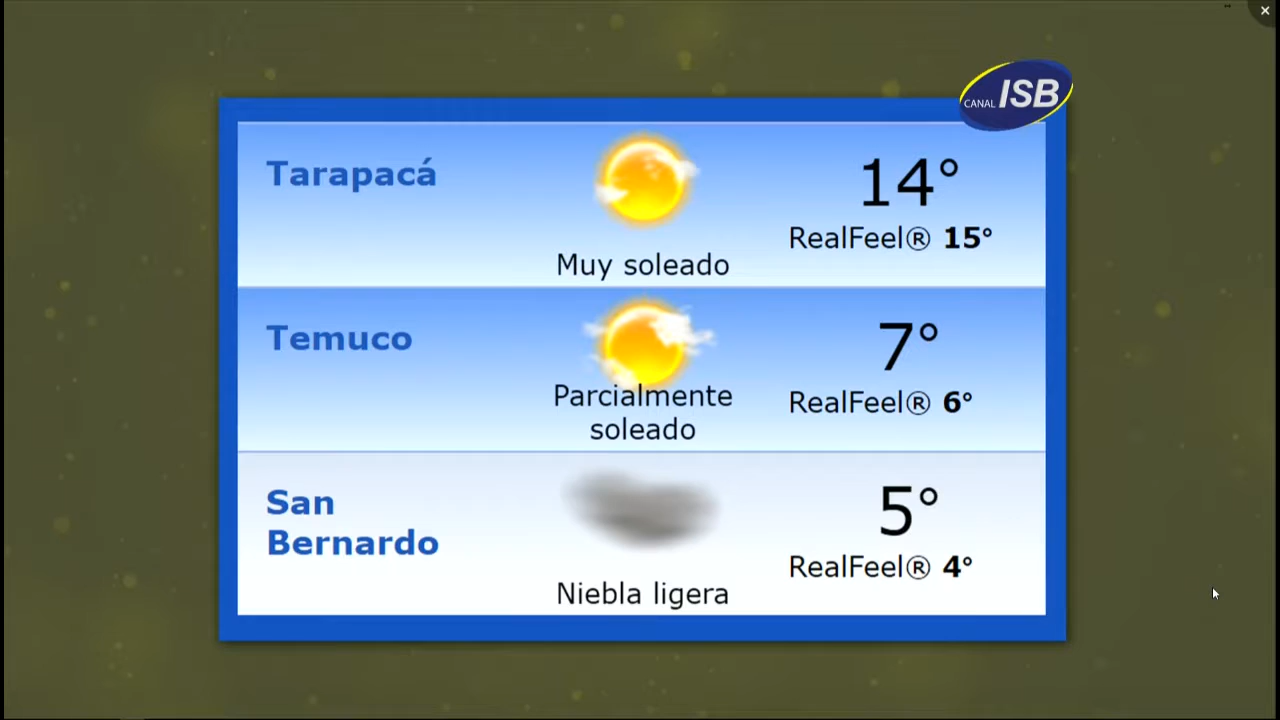 CANAL ISB
Tarapacá
14°
RealFeel® 15°
Muy soleado
Temuco
7°
RealFeel® 6°
Parcialmente
soleado
San
Bernardo
5°
RealFeel® 4°
Niebla ligera